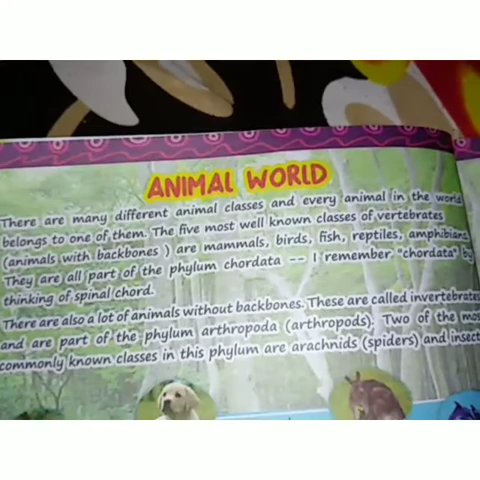 ANIMAL WORLD
There are many different animal classes and every animal in the world
belongs to one of them. The five most well known classes of vertebrates
(animals with backbones ) are mammals, birds, fish, reptiles, amphibians
They are all part of the phylum chordata -- I remember "chordata" by
thinking of spinal chord.
There are also a lot of animals without backbones. These are called invertebrates
and are part of the phylum arthropoda (arthropods). Two of the mos
commonly known classes in this phylum are arachnids (spiders) and insect